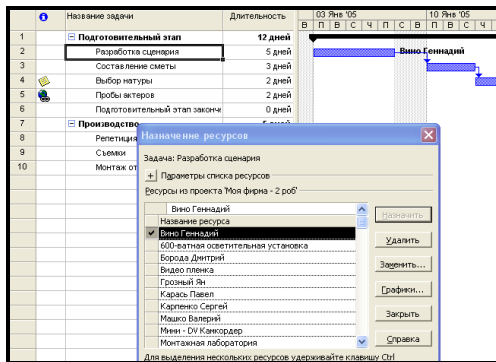 Название задачи Длительность 03 Янв '05 10 Янв '05
В П В С Ч П С В П В С Ч
1 Подготовительный этап 12 дней
2 Разработка сценария 5 дней Вино Геннадий
3 Составление сметы 3 дней
4 Выбор натуры 2 дней
5 Пробы актеров 2 дней
6 Подготовительный этап законче 0 дней
7 Производство 5 дней
8 Репетиция
9 Съемки
10 Монтаж от
Назначение ресурсов
Задача: Разработка сценария
+ Параметры списка ресурсов
Ресурсы из проекта 'Моя фирма - 2 роб'
Вино Геннадий
Название ресурса
Вино Геннадий
600-ватная осветительная установка
Борода Дмитрий
Видео пленка
Грозный Ян
Карась Павел
Карпенко Сергей
Машко Валерий
Мини - DV Камкордер
Монтажная лаборатория
Назначить
Удалить
Заменить...
Графики...
Закрыть
Справка
Для выделения нескольких ресурсов удерживайте клавишу Ctrl